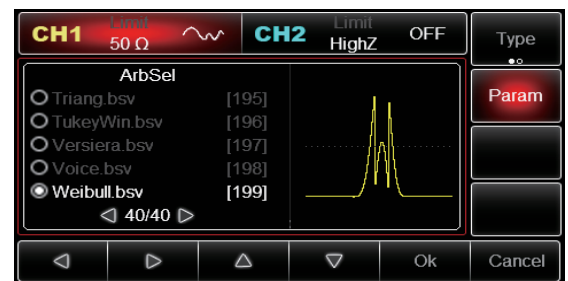 CH1 Limit 50 Ω CH2 Limit HighZ OFF
Type
ArbSel
Param
Triang.bsv [195]
TukeyWin.bsv [196]
Versiera.bsv [197]
Voice.bsv [198]
Weibull.bsv [199]
40/40
Ok Cancel